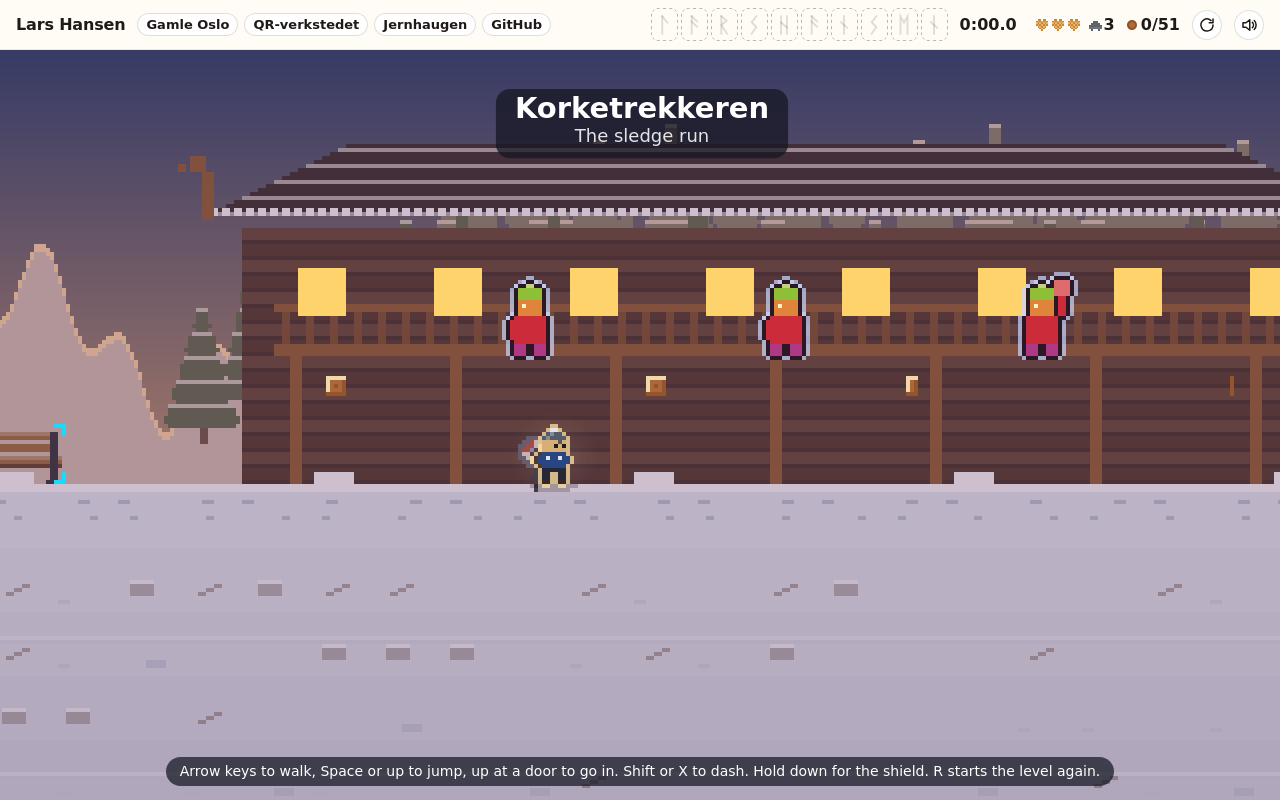 Lars Hansen Gamle Oslo QR-verkstedet Jernhaugen GitHub ᛚ ᚨ ᚱ ᛊ ᚺ ᚨ ᚾ ᛊ ᛖ ᚾ 0:00.0 3 0/51
Korketrekkeren
The sledge run
Arrow keys to walk, Space or up to jump, up at a door to go in. Shift or X to dash. Hold down for the shield. R starts the level again.